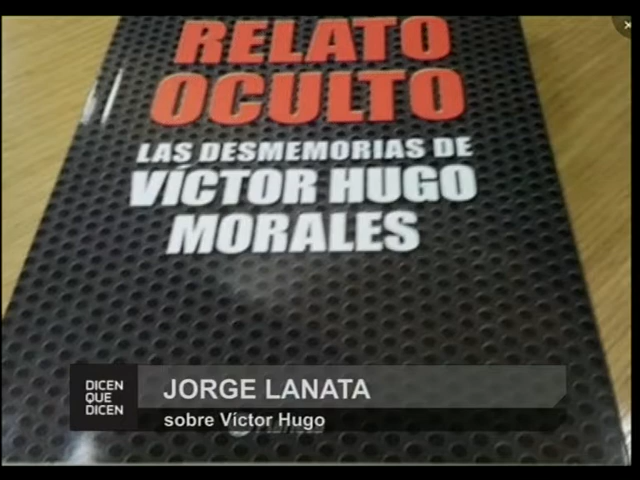 RELATO
OCULTO
LAS DESMEMORIAS DE
VÍCTOR HUGO
MORALES
DICEN
QUE
DICEN
JORGE LANATA
sobre Víctor Hugo